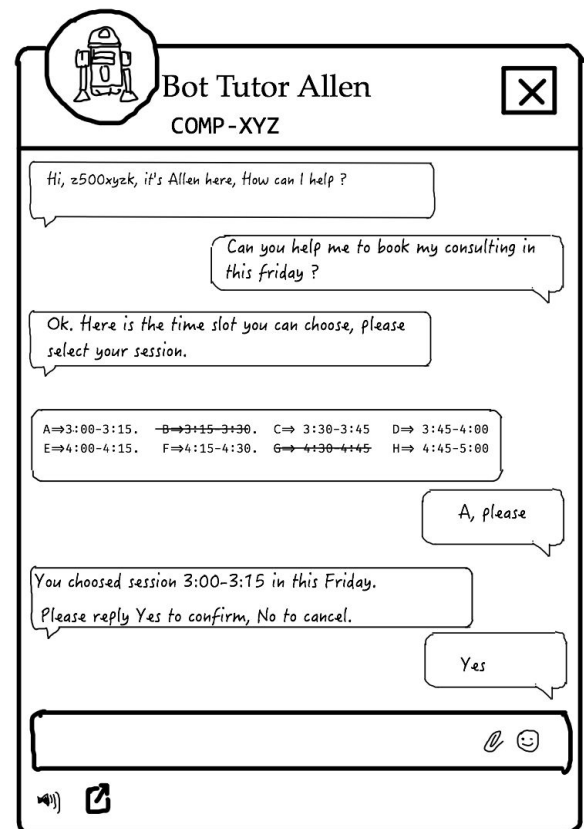 Bot Tutor Allen
COMP-XYZ
Hi, z500xyzk, it's Allen here, How can I help ?
Can you help me to book my consulting in
this friday ?
Ok. Here is the time slot you can choose, please
select your session.
A⇒3:00-3:15. B⇒3:15-3:30. C⇒ 3:30-3:45 D⇒ 3:45-4:00
E⇒4:00-4:15. F⇒4:15-4:30. G⇒ 4:30-4:45 H⇒ 4:45-5:00
A, please
You choosed session 3:00-3:15 in this Friday.
Please reply Yes to confirm, No to cancel.
Yes